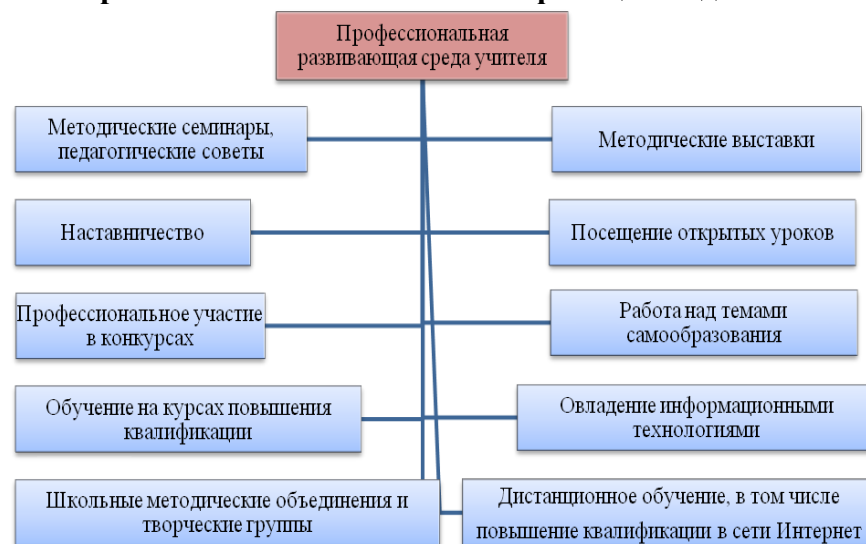 Профессиональная
развивающая среда учителя
Методические семинары,
педагогические советы
Методические выставки
Наставничество
Посещение открытых уроков
Профессиональное участие
в конкурсах
Работа над темами
самообразования
Обучение на курсах повышения
квалификации
Овладение информационными
технологиями
Школьные методические объединения и
творческие группы
Дистанционное обучение, в том числе
повышение квалификации в сети Интернет